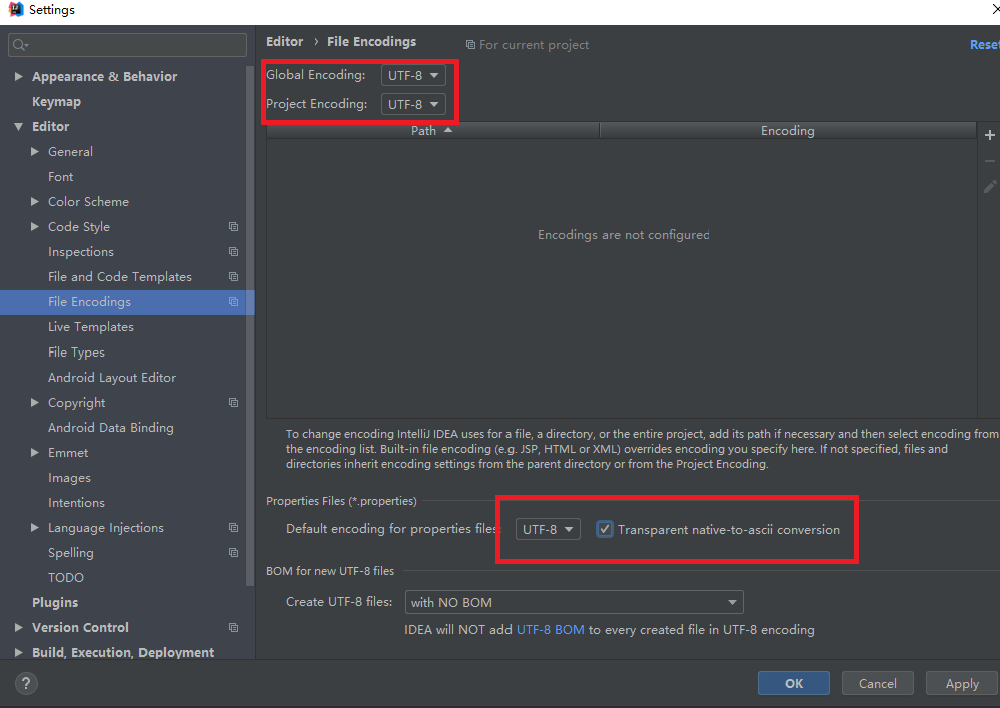 Settings
Editor › File Encodings
For current project
Reset
Appearance & Behavior
Keymap
Editor
General
Font
Color Scheme
Code Style
Inspections
File and Code Templates
File Encodings
Live Templates
File Types
Android Layout Editor
Copyright
Android Data Binding
Emmet
Images
Intentions
Language Injections
Spelling
TODO
Plugins
Version Control
Build, Execution, Deployment
Global Encoding: UTF-8
Project Encoding: UTF-8
Path Encoding
Encodings are not configured
To change encoding IntelliJ IDEA uses for a file, a directory, or the entire project, add its path if necessary and then select encoding from
the encoding list. Built-in file encoding (e.g. JSP, HTML or XML) overrides encoding you specify here. If not specified, files and
directories inherit encoding settings from the parent directory or from the Project Encoding.
Properties Files (*.properties)
Default encoding for properties files: UTF-8 Transparent native-to-ascii conversion
BOM for new UTF-8 files
Create UTF-8 files: with NO BOM
IDEA will NOT add UTF-8 BOM to every created file in UTF-8 encoding
?
OK Cancel Apply